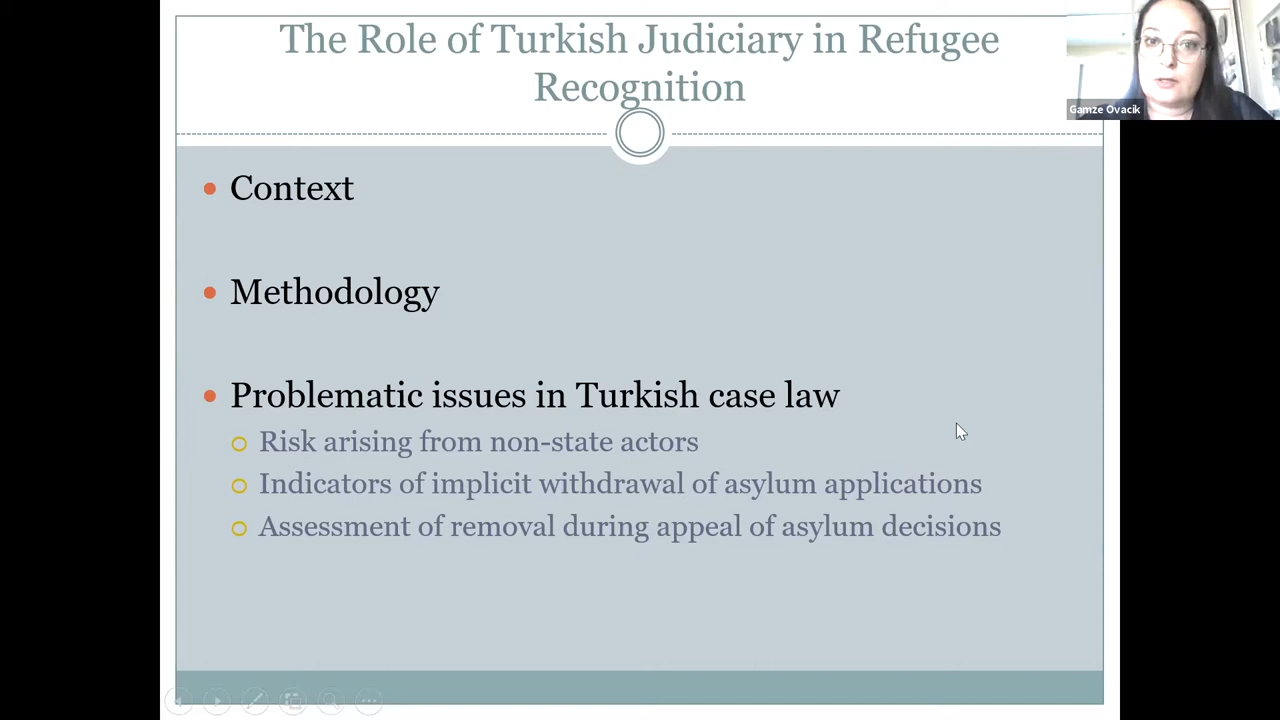 The Role of Turkish Judiciary in Refugee
Recognition
Gamze Ovacik
Context
Methodology
Problematic issues in Turkish case law
Risk arising from non-state actors
Indicators of implicit withdrawal of asylum applications
Assessment of removal during appeal of asylum decisions